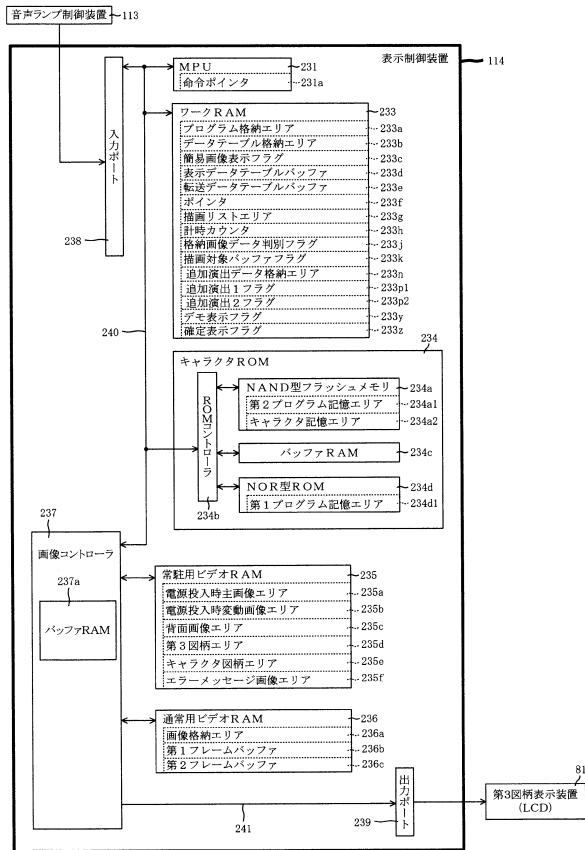 音声ランプ制御装置
113
表示制御装置
114
MPU
231
命令ポインタ
231a
入力ポート
238
ワークRAM
233
プログラム格納エリア
233a
データテーブル格納エリア
233b
簡易画像表示フラグ
233c
表示データテーブルバッファ
233d
転送データテーブルバッファ
233e
ポインタ
233f
描画リストエリア
233g
計時カウンタ
233h
格納画像データ判別フラグ
233j
描画対象バッファフラグ
233k
追加演出データ格納エリア
233n
追加演出1フラグ
233p1
追加演出2フラグ
233p2
デモ表示フラグ
233y
確定表示フラグ
233z
240
234
キャラクタROM
ROMコントローラ
234b
NAND型フラッシュメモリ
234a
第2プログラム記憶エリア
234a1
キャラクタ記憶エリア
234a2
バッファRAM
234c
NOR型ROM
234d
第1プログラム記憶エリア
234d1
237
画像コントローラ
237a
バッファRAM
常駐用ビデオRAM
235
電源投入時主画像エリア
235a
電源投入時変動画像エリア
235b
背面画像エリア
235c
第3図柄エリア
235d
キャラクタ図柄エリア
235e
エラーメッセージ画像エリア
235f
通常用ビデオRAM
236
画像格納エリア
236a
第1フレームバッファ
236b
第2フレームバッファ
236c
241
出力ポート
239
81
第3図柄表示装置
(LCD)